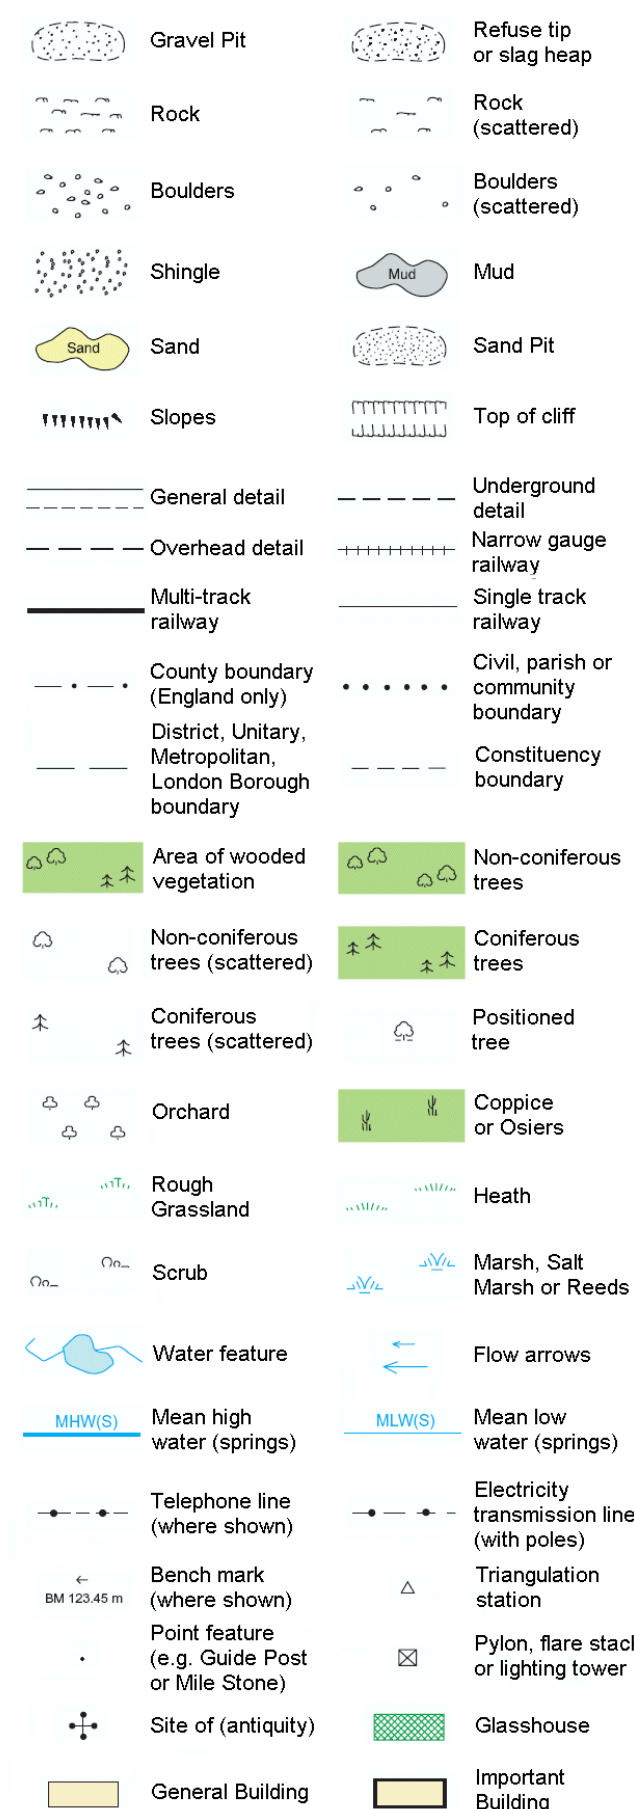 Gravel Pit
Refuse tip
or slag heap
Rock
Rock
(scattered)
Boulders
Boulders
(scattered)
Shingle
Mud
Mud
Sand
Sand
Sand Pit
Slopes
Top of cliff
General detail
Underground
detail
Overhead detail
Narrow gauge
railway
Multi-track
railway
Single track
railway
County boundary
(England only)
Civil, parish or
community
boundary
District, Unitary,
Metropolitan,
London Borough
boundary
Constituency
boundary
Area of wooded
vegetation
Non-coniferous
trees
Non-coniferous
trees (scattered)
Coniferous
trees
Coniferous
trees (scattered)
Positioned
tree
Orchard
Coppice
or Osiers
Rough
Grassland
Heath
Scrub
Marsh, Salt
Marsh or Reeds
Water feature
Flow arrows
MHW(S)
Mean high
water (springs)
MLW(S)
Mean low
water (springs)
Telephone line
(where shown)
Electricity
transmission line
(with poles)
BM 123.45 m
Bench mark
(where shown)
Triangulation
station
Point feature
(e.g. Guide Post
or Mile Stone)
Pylon, flare stack
or lighting tower
Site of (antiquity)
Glasshouse
General Building
Important
Building